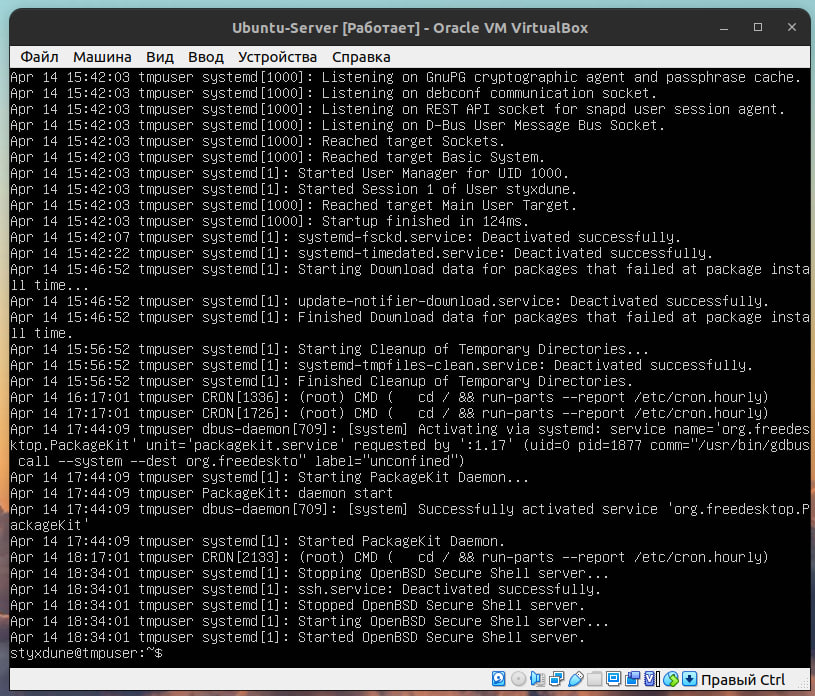 Ubuntu-Server [Работает] - Oracle VM VirtualBox
Файл Машина Вид Ввод Устройства Справка
Apr 14 15:42:03 tmpuser systemd[1000]: Listening on GnuPG cryptographic agent and passphrase cache.
Apr 14 15:42:03 tmpuser systemd[1000]: Listening on debconf communication socket.
Apr 14 15:42:03 tmpuser systemd[1000]: Listening on REST API socket for snapd user session agent.
Apr 14 15:42:03 tmpuser systemd[1000]: Listening on D-Bus User Message Bus Socket.
Apr 14 15:42:03 tmpuser systemd[1000]: Reached target Sockets.
Apr 14 15:42:03 tmpuser systemd[1000]: Reached target Basic System.
Apr 14 15:42:03 tmpuser systemd[1]: Started User Manager for UID 1000.
Apr 14 15:42:03 tmpuser systemd[1]: Started Session 1 of User styxdune.
Apr 14 15:42:03 tmpuser systemd[1000]: Reached target Main User Target.
Apr 14 15:42:03 tmpuser systemd[1000]: Startup finished in 124ms.
Apr 14 15:42:07 tmpuser systemd[1]: systemd-fsckd.service: Deactivated successfully.
Apr 14 15:42:22 tmpuser systemd[1]: systemd-timedated.service: Deactivated successfully.
Apr 14 15:46:52 tmpuser systemd[1]: Starting Download data for packages that failed at package insta
ll time...
Apr 14 15:46:52 tmpuser systemd[1]: update-notifier-download.service: Deactivated successfully.
Apr 14 15:46:52 tmpuser systemd[1]: Finished Download data for packages that failed at package insta
ll time.
Apr 14 15:56:52 tmpuser systemd[1]: Starting Cleanup of Temporary Directories...
Apr 14 15:56:52 tmpuser systemd[1]: systemd-tmpfiles-clean.service: Deactivated successfully.
Apr 14 15:56:52 tmpuser systemd[1]: Finished Cleanup of Temporary Directories.
Apr 14 16:17:01 tmpuser CRON[1336]: (root) CMD (   cd / && run-parts --report /etc/cron.hourly)
Apr 14 17:17:01 tmpuser CRON[1726]: (root) CMD (   cd / && run-parts --report /etc/cron.hourly)
Apr 14 17:44:09 tmpuser dbus-daemon[709]: [system] Activating via systemd: service name='org.freedes
ktop.PackageKit' unit='packagekit.service' requested by ':1.17' (uid=0 pid=1877 comm="/usr/bin/gdbus
 call --system --dest org.freedeskto" label="unconfined")
Apr 14 17:44:09 tmpuser systemd[1]: Starting PackageKit Daemon...
Apr 14 17:44:09 tmpuser PackageKit: daemon start
Apr 14 17:44:09 tmpuser dbus-daemon[709]: [system] Successfully activated service 'org.freedesktop.P
ackageKit'
Apr 14 17:44:09 tmpuser systemd[1]: Started PackageKit Daemon.
Apr 14 18:17:01 tmpuser CRON[2133]: (root) CMD (   cd / && run-parts --report /etc/cron.hourly)
Apr 14 18:34:01 tmpuser systemd[1]: Stopping OpenBSD Secure Shell server...
Apr 14 18:34:01 tmpuser systemd[1]: ssh.service: Deactivated successfully.
Apr 14 18:34:01 tmpuser systemd[1]: Stopped OpenBSD Secure Shell server.
Apr 14 18:34:01 tmpuser systemd[1]: Starting OpenBSD Secure Shell server...
Apr 14 18:34:01 tmpuser systemd[1]: Started OpenBSD Secure Shell server.
styxdune@tmpuser:~$
Правый Ctrl